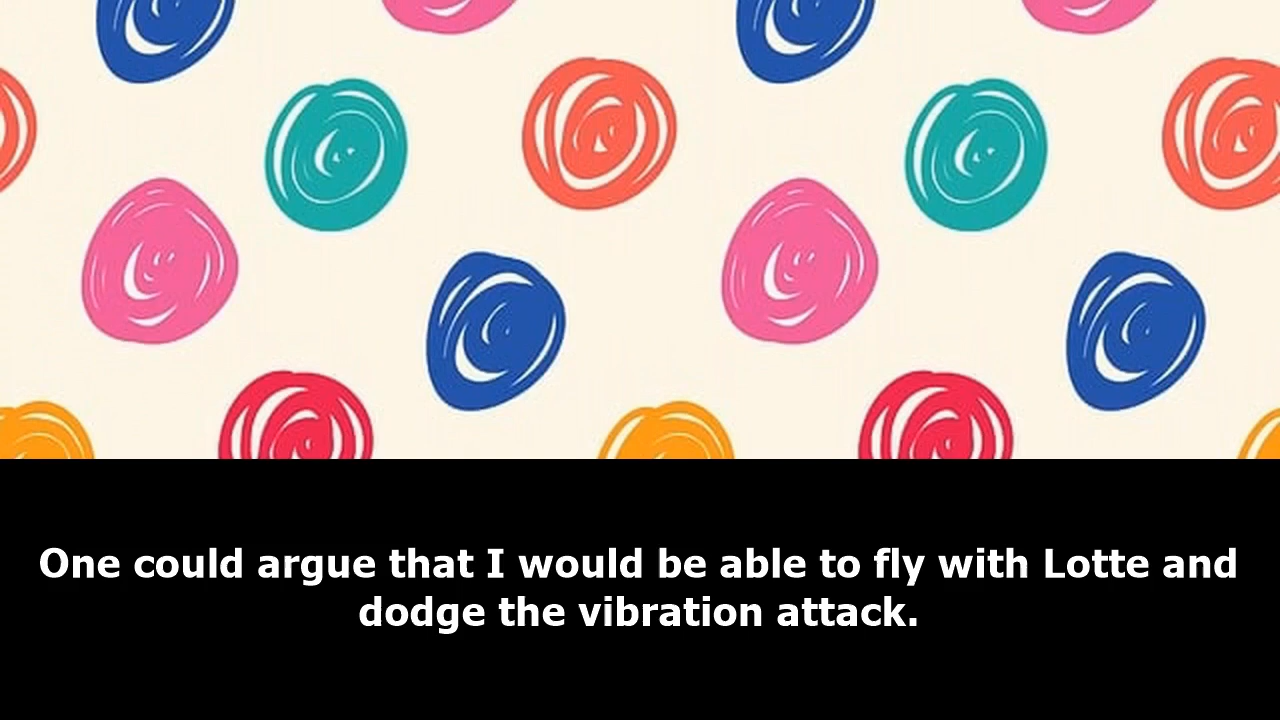 One could argue that I would be able to fly with Lotte and
dodge the vibration attack.